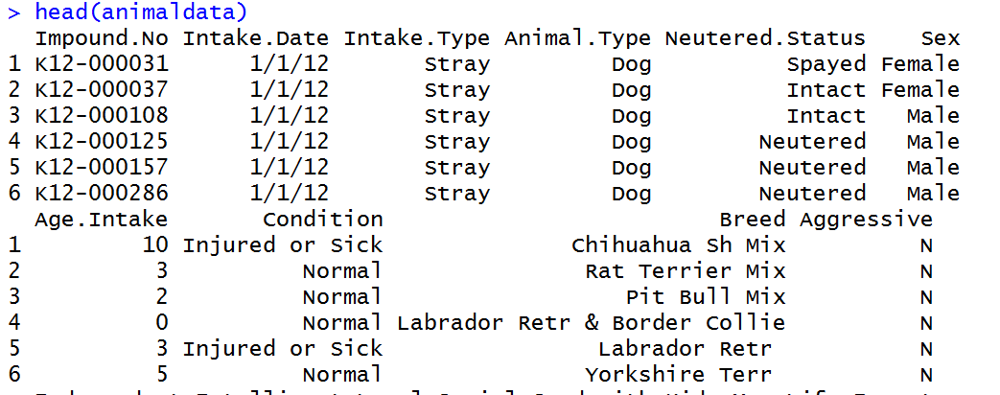 > head(animaldata)
Impound.No Intake.Date Intake.Type Animal.Type Neutered.Status Sex
1 K12-000031 1/1/12 Stray Dog Spayed Female
2 K12-000037 1/1/12 Stray Dog Intact Female
3 K12-000108 1/1/12 Stray Dog Intact Male
4 K12-000125 1/1/12 Stray Dog Neutered Male
5 K12-000157 1/1/12 Stray Dog Neutered Male
6 K12-000286 1/1/12 Stray Dog Neutered Male
Age.Intake Condition Breed Aggressive
1 10 Injured or Sick Chihuahua Sh Mix N
2 3 Normal Rat Terrier Mix N
3 2 Normal Pit Bull Mix N
4 0 Normal Labrador Retr & Border Collie N
5 3 Injured or Sick Labrador Retr N
6 5 Normal Yorkshire Terr N